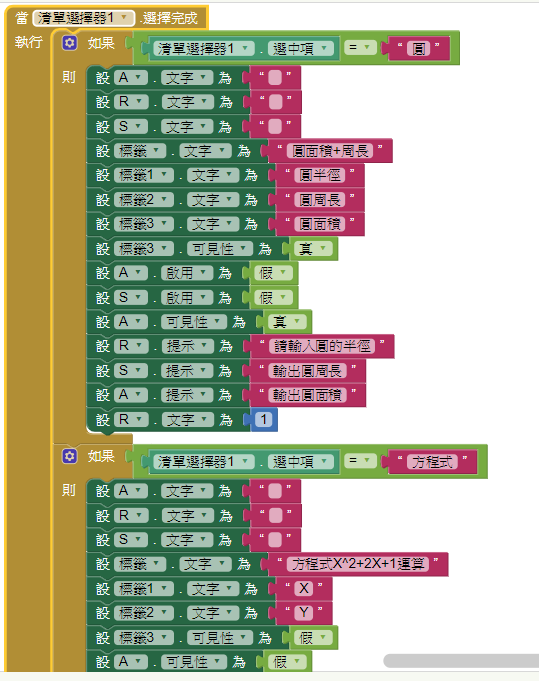 當 清單選擇器1 .選擇完成
執行 如果 清單選擇器1 . 選中項 = " 圓 "
則 設 A . 文字 為 " "
設 R . 文字 為 " "
設 S . 文字 為 " "
設 標籤 . 文字 為 " 圓面積+周長 "
設 標籤1 . 文字 為 " 圓半徑 "
設 標籤2 . 文字 為 " 圓周長 "
設 標籤3 . 文字 為 " 圓面積 "
設 標籤3 . 可見性 為 真
設 A . 啟用 為 假
設 S . 啟用 為 假
設 A . 可見性 為 真
設 R . 提示 為 " 請輸入圓的半徑 "
設 S . 提示 為 " 輸出圓周長 "
設 A . 提示 為 " 輸出圓面積 "
設 R . 文字 為 1
如果 清單選擇器1 . 選中項 = " 方程式 "
則 設 A . 文字 為 " "
設 R . 文字 為 " "
設 S . 文字 為 " "
設 標籤 . 文字 為 " 方程式X^2+2X+1運算 "
設 標籤1 . 文字 為 " X "
設 標籤2 . 文字 為 " Y "
設 標籤3 . 可見性 為 假
設 A . 可見性 為 假